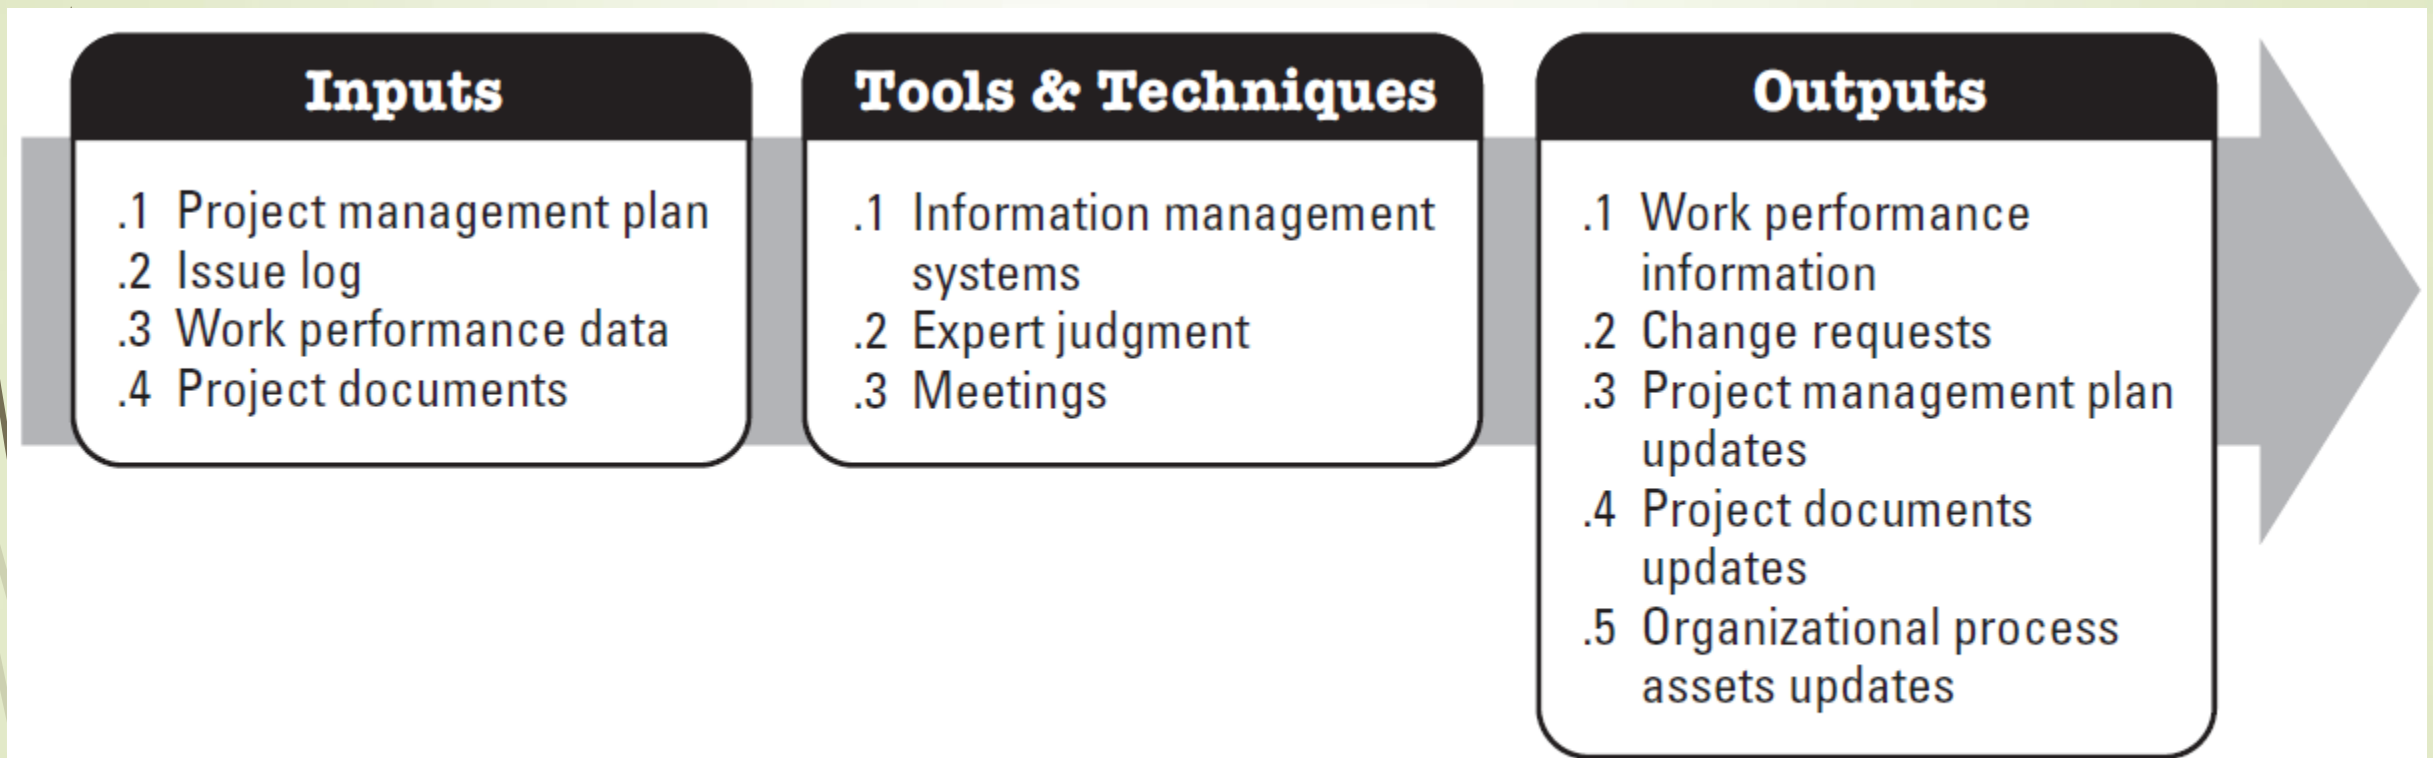 Inputs
.1 Project management plan
.2 Issue log
.3 Work performance data
.4 Project documents
Tools & Techniques
.1 Information management
systems
.2 Expert judgment
.3 Meetings
Outputs
.1 Work performance
information
.2 Change requests
.3 Project management plan
updates
.4 Project documents
updates
.5 Organizational process
assets updates